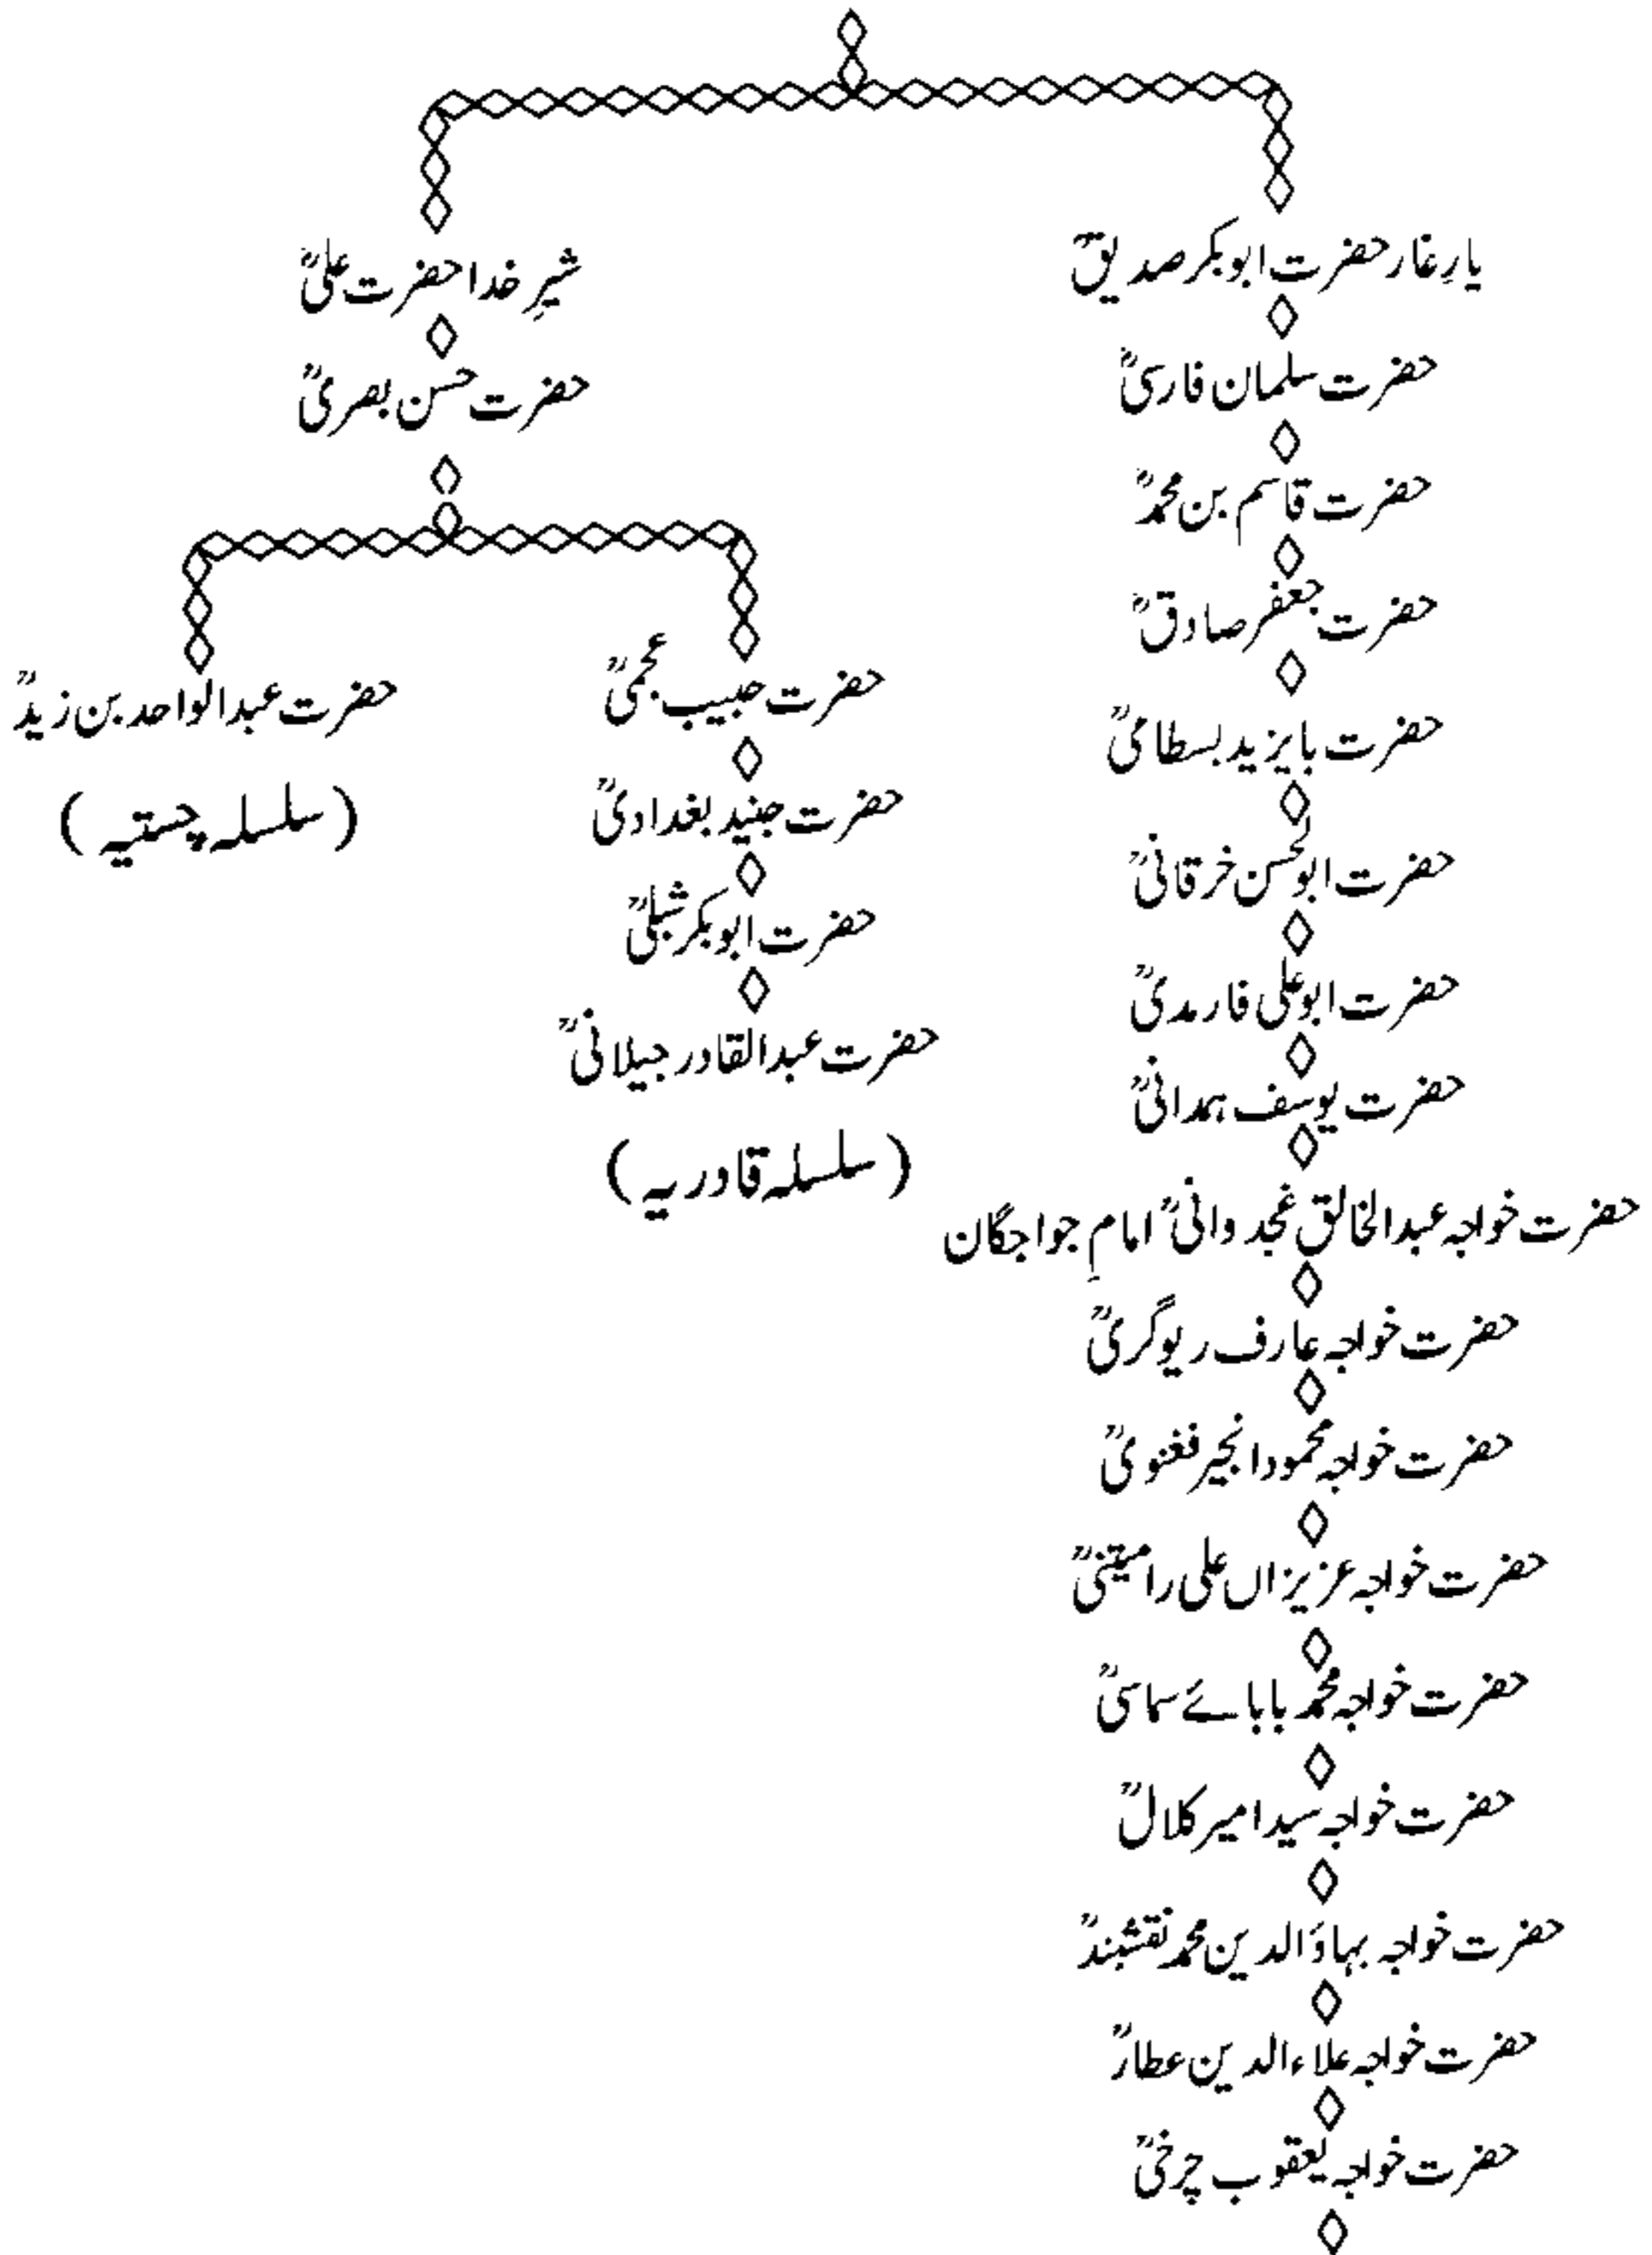 یارِ غار حضرت ابوبکر صدیقؓ
حضرت سلمان فارسیؓ
حضرت قاسم بن محمدؒ
حضرت جعفر صادقؒ
حضرت بایزید بسطامیؒ
حضرت ابوالحسن خرقانیؒ
حضرت ابوعلی فارمدیؒ
حضرت یوسف ہمدانیؒ
حضرت خواجہ عبدالخالق غجدوانیؒ امامِ جواجگان
حضرت خواجہ عارف ریوگریؒ
حضرت خواجہ محمود انجیر فغنویؒ
حضرت خواجہ عزیزاں علی رامیتنیؒ
حضرت خواجہ محمد بابائے سماسیؒ
حضرت خواجہ سید امیر کلالؒ
حضرت خواجہ بہاؤالدین محمد نقشبندؒ
حضرت خواجہ علاءالدین عطارؒ
حضرت خواجہ یعقوب چرخیؒ
شیرِ خدا حضرت علیؓ
حضرت حسن بصریؒ
حضرت حبیب عجمیؒ
حضرت جنید بغدادیؒ
حضرت ابوبکر شبلیؒ
حضرت عبدالقادر جیلانیؒ
(سلسلہ قادریہ)
حضرت عبدالواحد بن زیدؒ
(سلسلہ چستیہ)